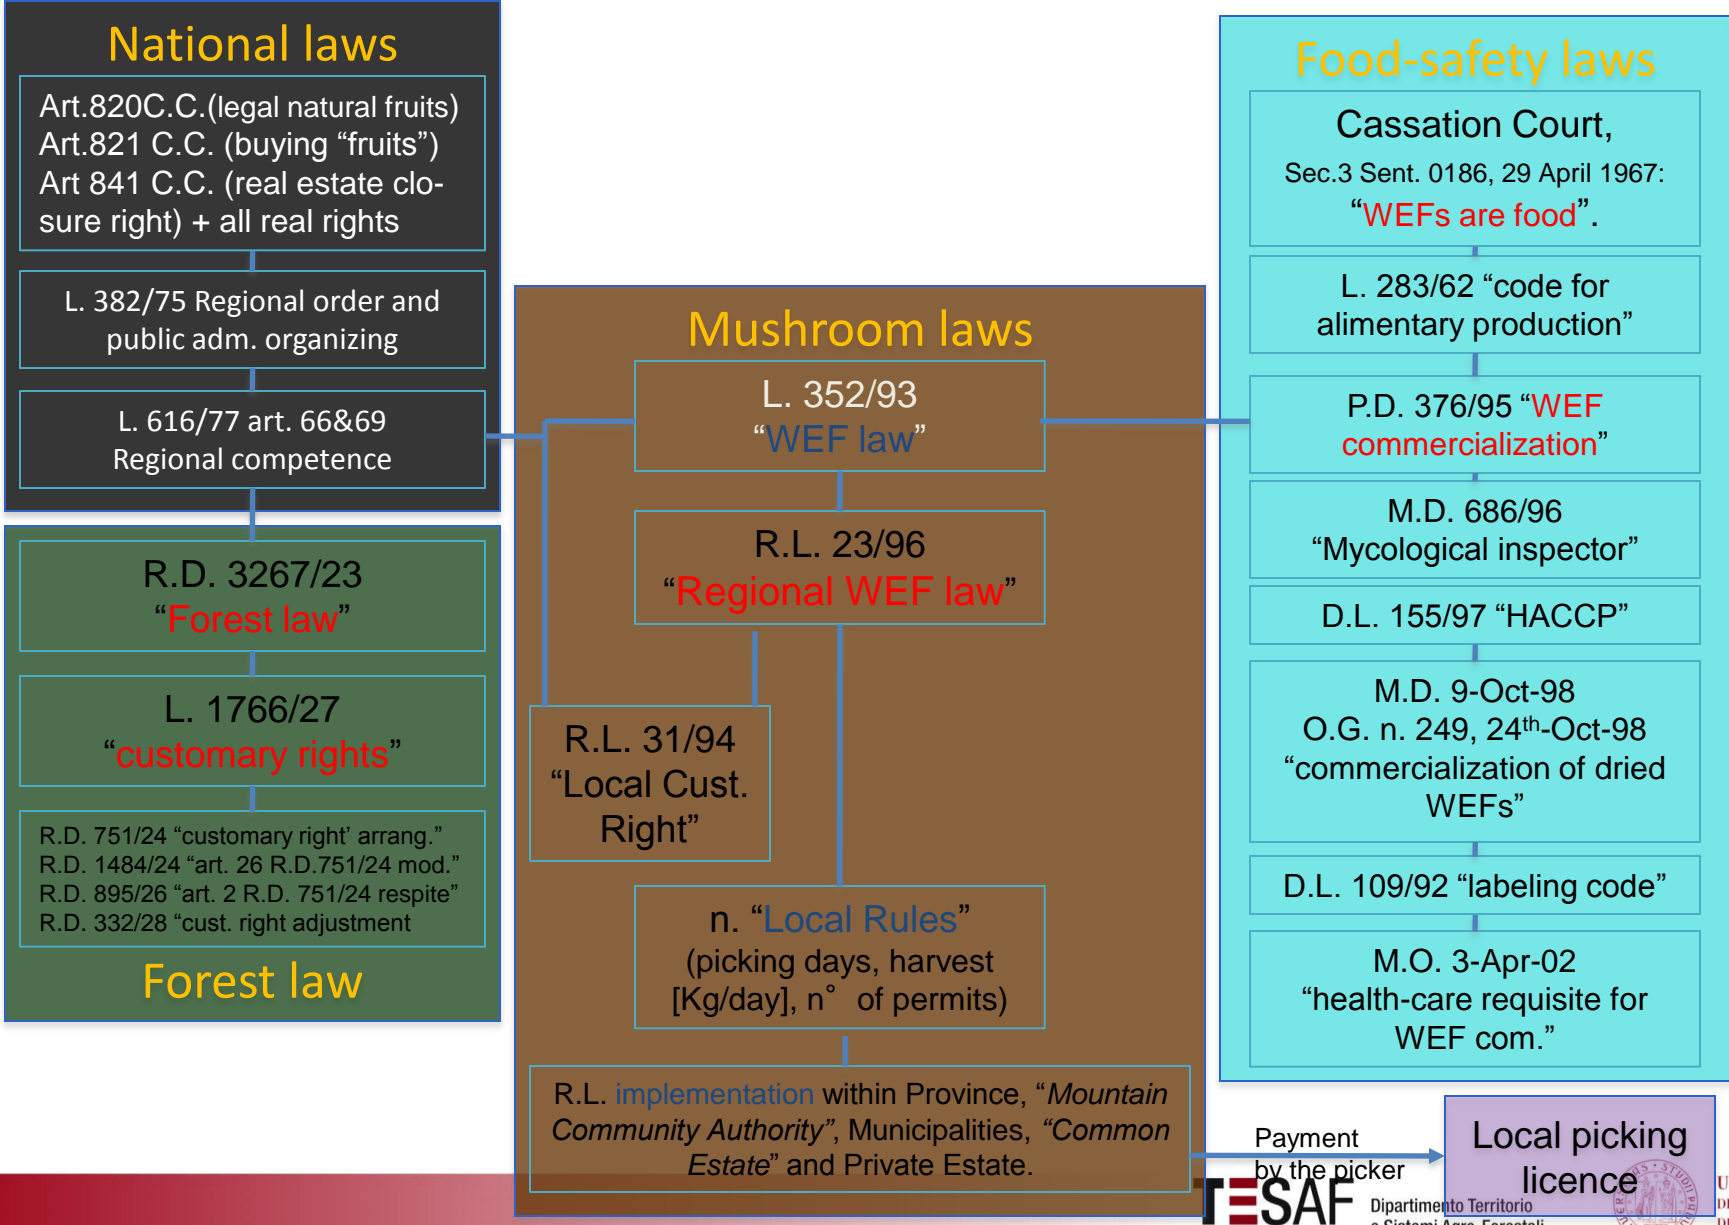 National laws
Art.820C.C.(legal natural fruits)
Art.821 C.C. (buying “fruits”)
Art 841 C.C. (real estate clo-
sure right) + all real rights
L. 382/75 Regional order and
public adm. organizing
L. 616/77 art. 66&69
Regional competence
R.D. 3267/23
“Forest law”
L. 1766/27
“customary rights”
R.D. 751/24 “customary right’ arrang.”
R.D. 1484/24 “art. 26 R.D.751/24 mod.”
R.D. 895/26 “art. 2 R.D. 751/24 respite”
R.D. 332/28 “cust. right adjustment
Forest law
Mushroom laws
L. 352/93
“WEF law”
R.L. 23/96
“Regional WEF law”
R.L. 31/94
“Local Cust.
Right”
n. “Local Rules”
(picking days, harvest
[Kg/day], n° of permits)
R.L. implementation within Province, “Mountain
Community Authority”, Municipalities, “Common
Estate” and Private Estate.
Food-safety laws
Cassation Court,
Sec.3 Sent. 0186, 29 April 1967:
“WEFs are food”.
L. 283/62 “code for
alimentary production”
P.D. 376/95 “WEF
commercialization”
M.D. 686/96
“Mycological inspector”
D.L. 155/97 “HACCP”
M.D. 9-Oct-98
O.G. n. 249, 24th-Oct-98
“commercialization of dried
WEFs”
D.L. 109/92 “labeling code”
M.O. 3-Apr-02
“health-care requisite for
WEF com.”
Payment
by the picker
Local picking
licence
TESAF
Dipartimento Territorio
e Sistemi Agro-Forestali